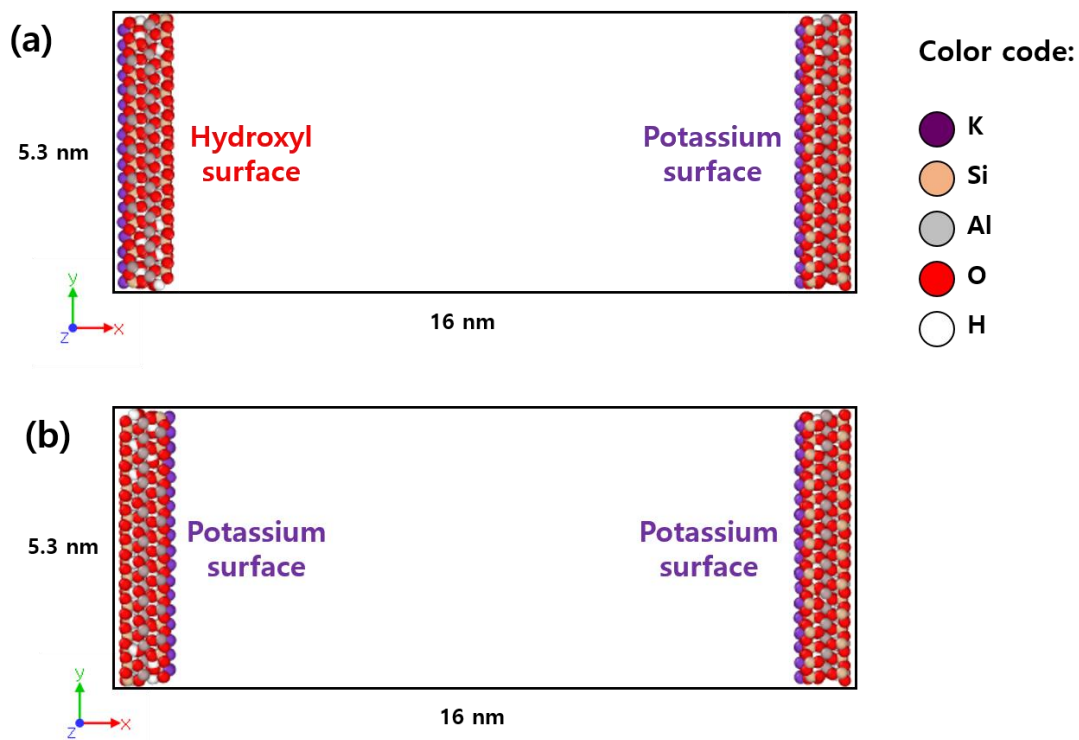 (a)
Hydroxyl
surface
Potassium
surface
5.3 nm
16 nm
y
z
x
Color code:
K
Si
Al
O
H
(b)
Potassium
surface
Potassium
surface
5.3 nm
16 nm
y
z
x